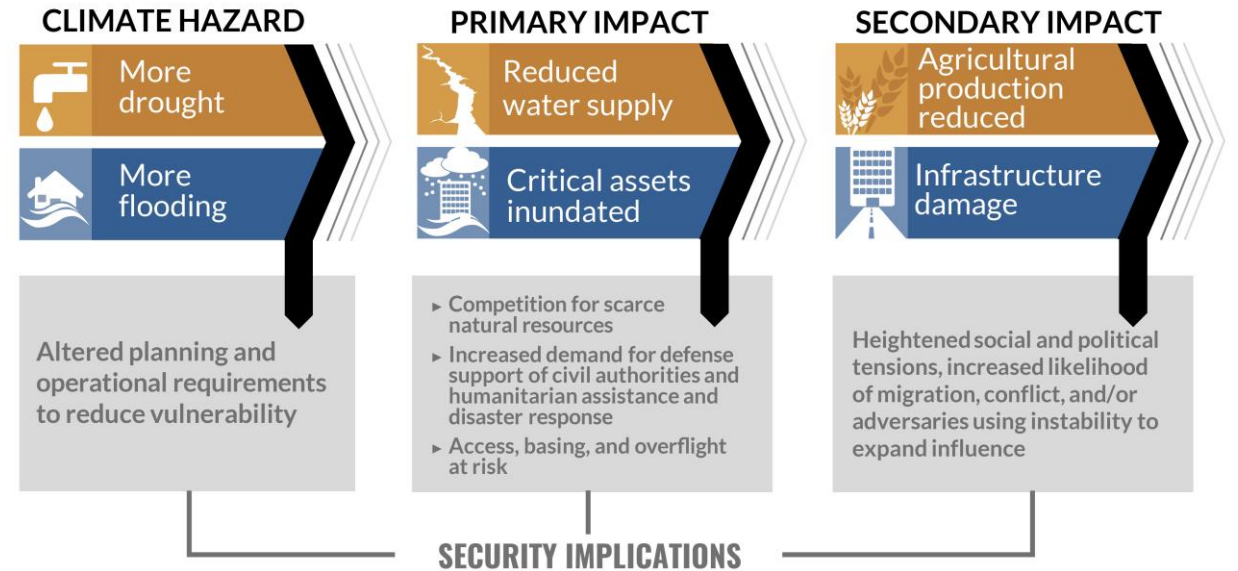 CLIMATE HAZARD
More
drought
More
flooding
Altered planning and
operational requirements
to reduce vulnerability
PRIMARY IMPACT
Reduced
water supply
Critical assets
inundated
▸ Competition for scarce
natural resources
▸ Increased demand for defense
support of civil authorities and
humanitarian assistance and
disaster response
▸ Access, basing, and overflight
at risk
SECONDARY IMPACT
Agricultural
production
reduced
Infrastructure
damage
Heightened social and political
tensions, increased likelihood
of migration, conflict, and/or
adversaries using instability to
expand influence
SECURITY IMPLICATIONS